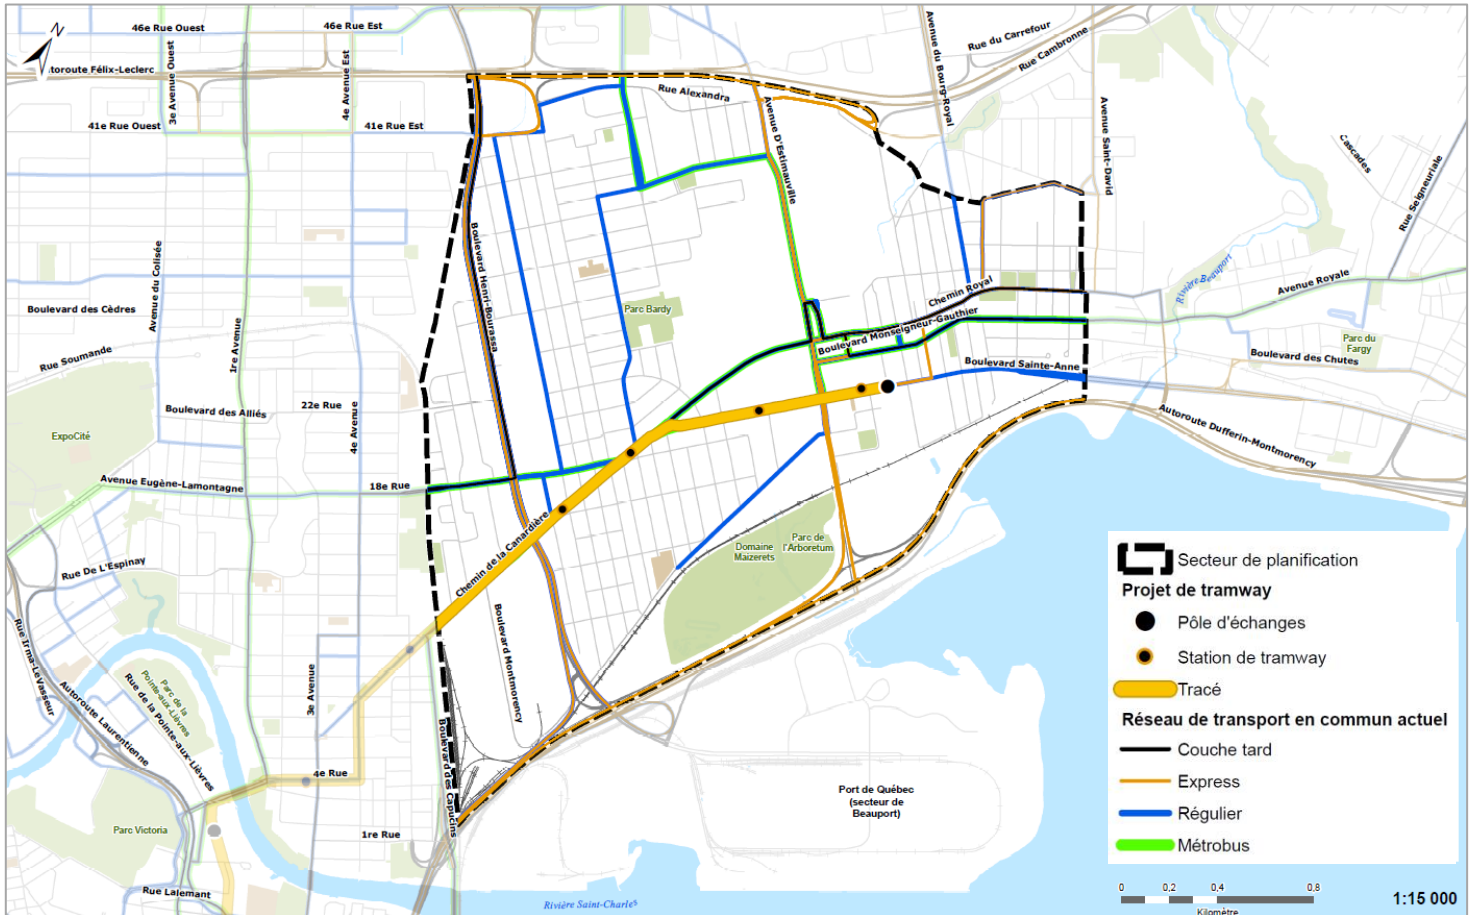 46e Rue Ouest
46e Rue Est
Avenue du Bourg-Royal
Rue du Carrefour
Rue Cambronne
N
toroute Félix-Leclerc
3e Avenue Ouest
4e Avenue Est
Rue Alexandra
Avenue D'Estimauville
Avenue Saint-David
41e Rue Ouest
41e Rue Est
Cascades
Rue Seigneuriale
Avenue du Colisée
Boulevard Henri-Bourassa
Rivière Beauport
Avenue Royale
Boulevard des Cèdres
Parc Bardy
Chemin Royal
Boulevard Monseigneur-Gauthier
1re Avenue
Rue Soumande
Boulevard Sainte-Anne
Parc du
Fargy
Boulevard des Chutes
Boulevard des Alliés
22e Rue
4e Avenue
Autoroute Dufferin-Montmorency
ExpoCité
Avenue Eugène-Lamontagne
18e Rue
Chemin de la Canardière
Domaine
Maizerets
Parc de
l'Arboretum
Rue De L'Espinay
Rue Irma-LeVasseur
Autoroute Laurentienne
Parc de la
Pointe-aux-Lièvres
Rue de la Pointe-aux-Lièvres
3e Avenue
Boulevard Montmorency
Boulevard des Capucins
4e Rue
Parc Victoria
1re Rue
Port de Québec
(secteur de
Beauport)
Rue Lalemant
Rivière Saint-Charles
Secteur de planification
Projet de tramway
Pôle d'échanges
Station de tramway
Tracé
Réseau de transport en commun actuel
Couche tard
Express
Régulier
Métrobus
0 0,2 0,4 0,8
Kilomètre
1:15 000